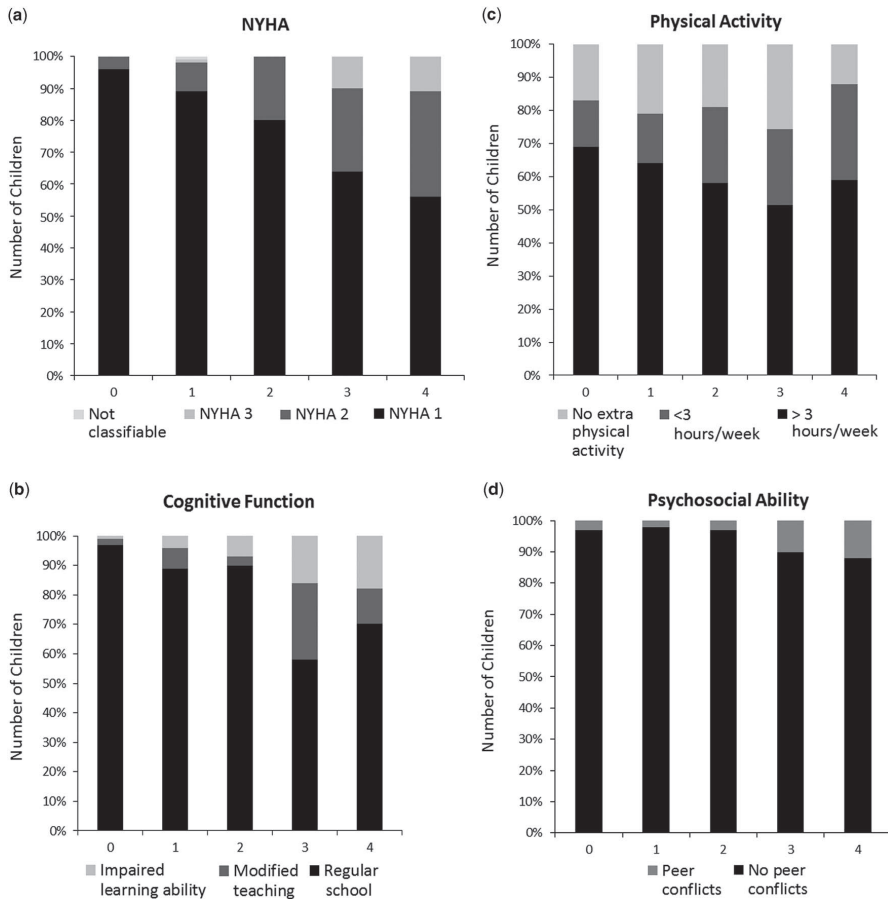 (a)
NYHA
100%
90%
80%
70%
60%
50%
40%
30%
20%
10%
0%
Number of Children
0 1 2 3 4
Not classifiable
NYHA 3
NYHA 2
NYHA 1
(c)
Physical Activity
100%
90%
80%
70%
60%
50%
40%
30%
20%
10%
0%
Number of Children
0 1 2 3 4
No extra physical activity
<3 hours/week
> 3 hours/week
(b)
Cognitive Function
100%
90%
80%
70%
60%
50%
40%
30%
20%
10%
0%
Number of Children
0 1 2 3 4
Impaired learning ability
Modified teaching
Regular school
(d)
Psychosocial Ability
100%
90%
80%
70%
60%
50%
40%
30%
20%
10%
0%
Number of Children
0 1 2 3 4
Peer conflicts
No peer conflicts